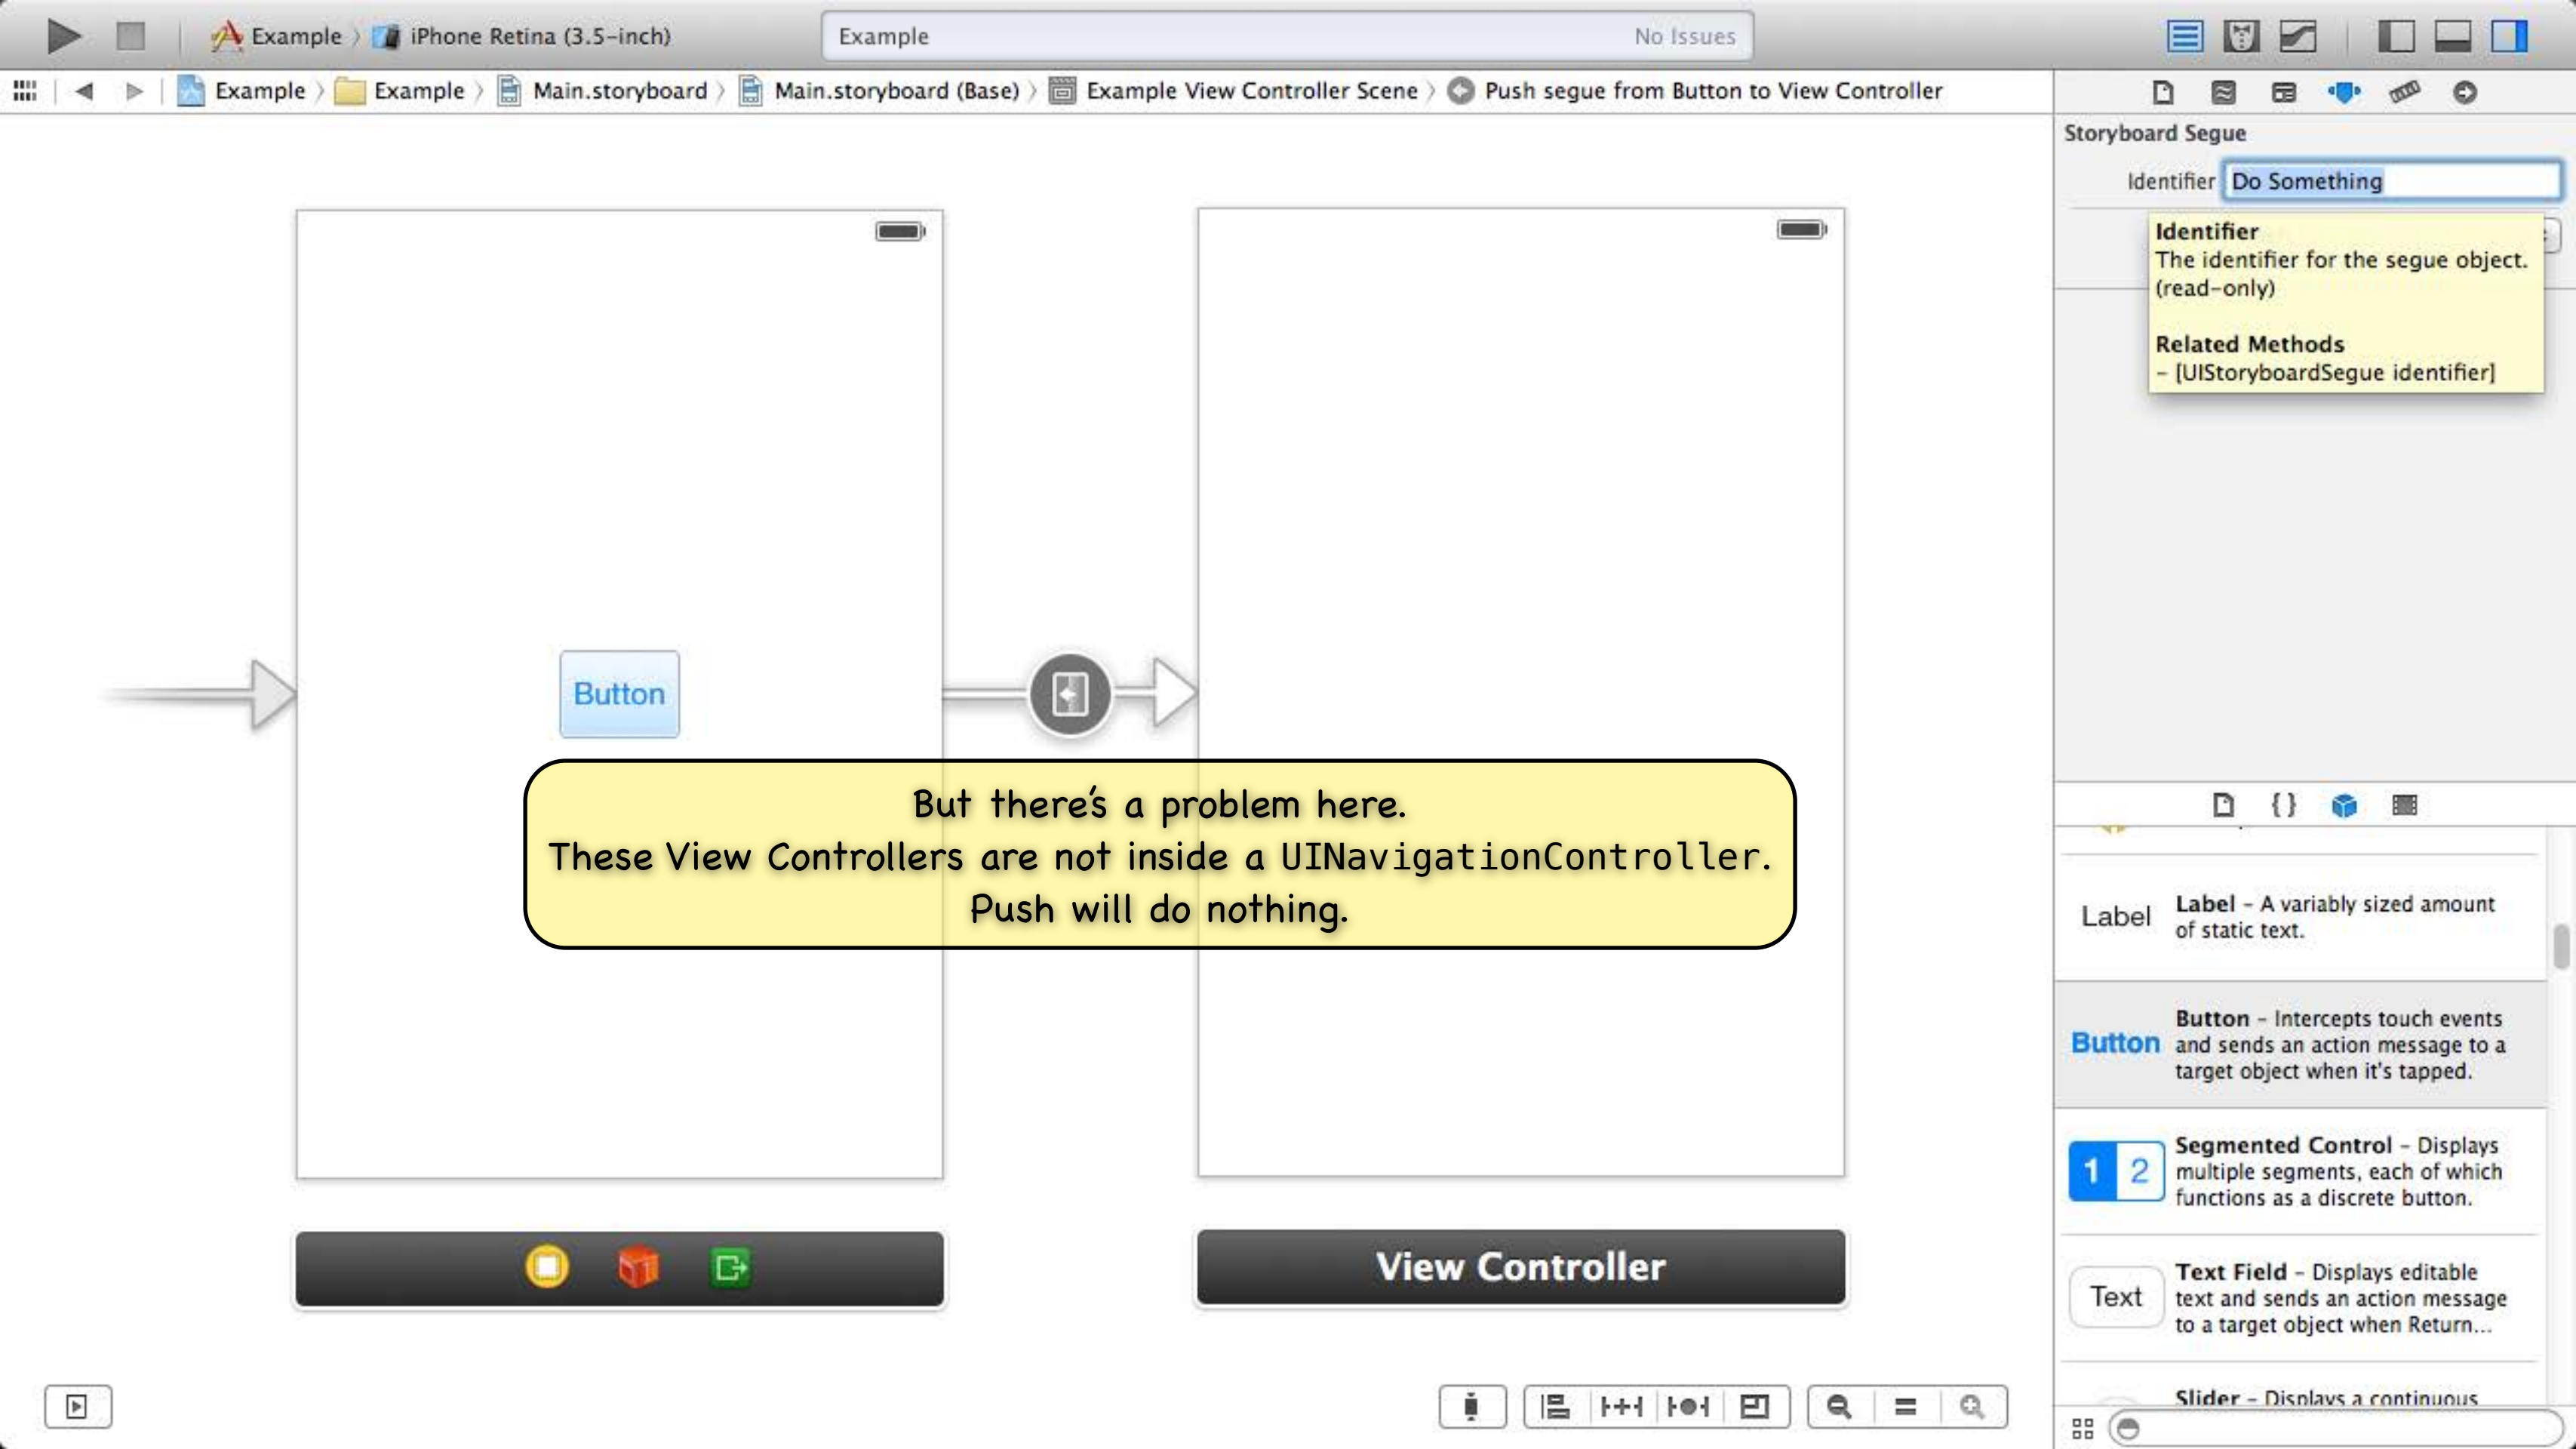 Example 〉 iPhone Retina (3.5-inch)
Example
No Issues
Example 〉 Example 〉 Main.storyboard 〉 Main.storyboard (Base) 〉 Example View Controller Scene 〉 Push segue from Button to View Controller
Storyboard Segue
Identifier Do Something
Identifier
The identifier for the segue object.
(read-only)
Related Methods
- [UIStoryboardSegue identifier]
Button
But there's a problem here.
These View Controllers are not inside a UINavigationController.
Push will do nothing.
View Controller
{ }
Label
Label - A variably sized amount
of static text.
Button
Button - Intercepts touch events
and sends an action message to a
target object when it's tapped.
1 2
Segmented Control - Displays
multiple segments, each of which
functions as a discrete button.
Text
Text Field - Displays editable
text and sends an action message
to a target object when Return...
Slider - Displays a continuous